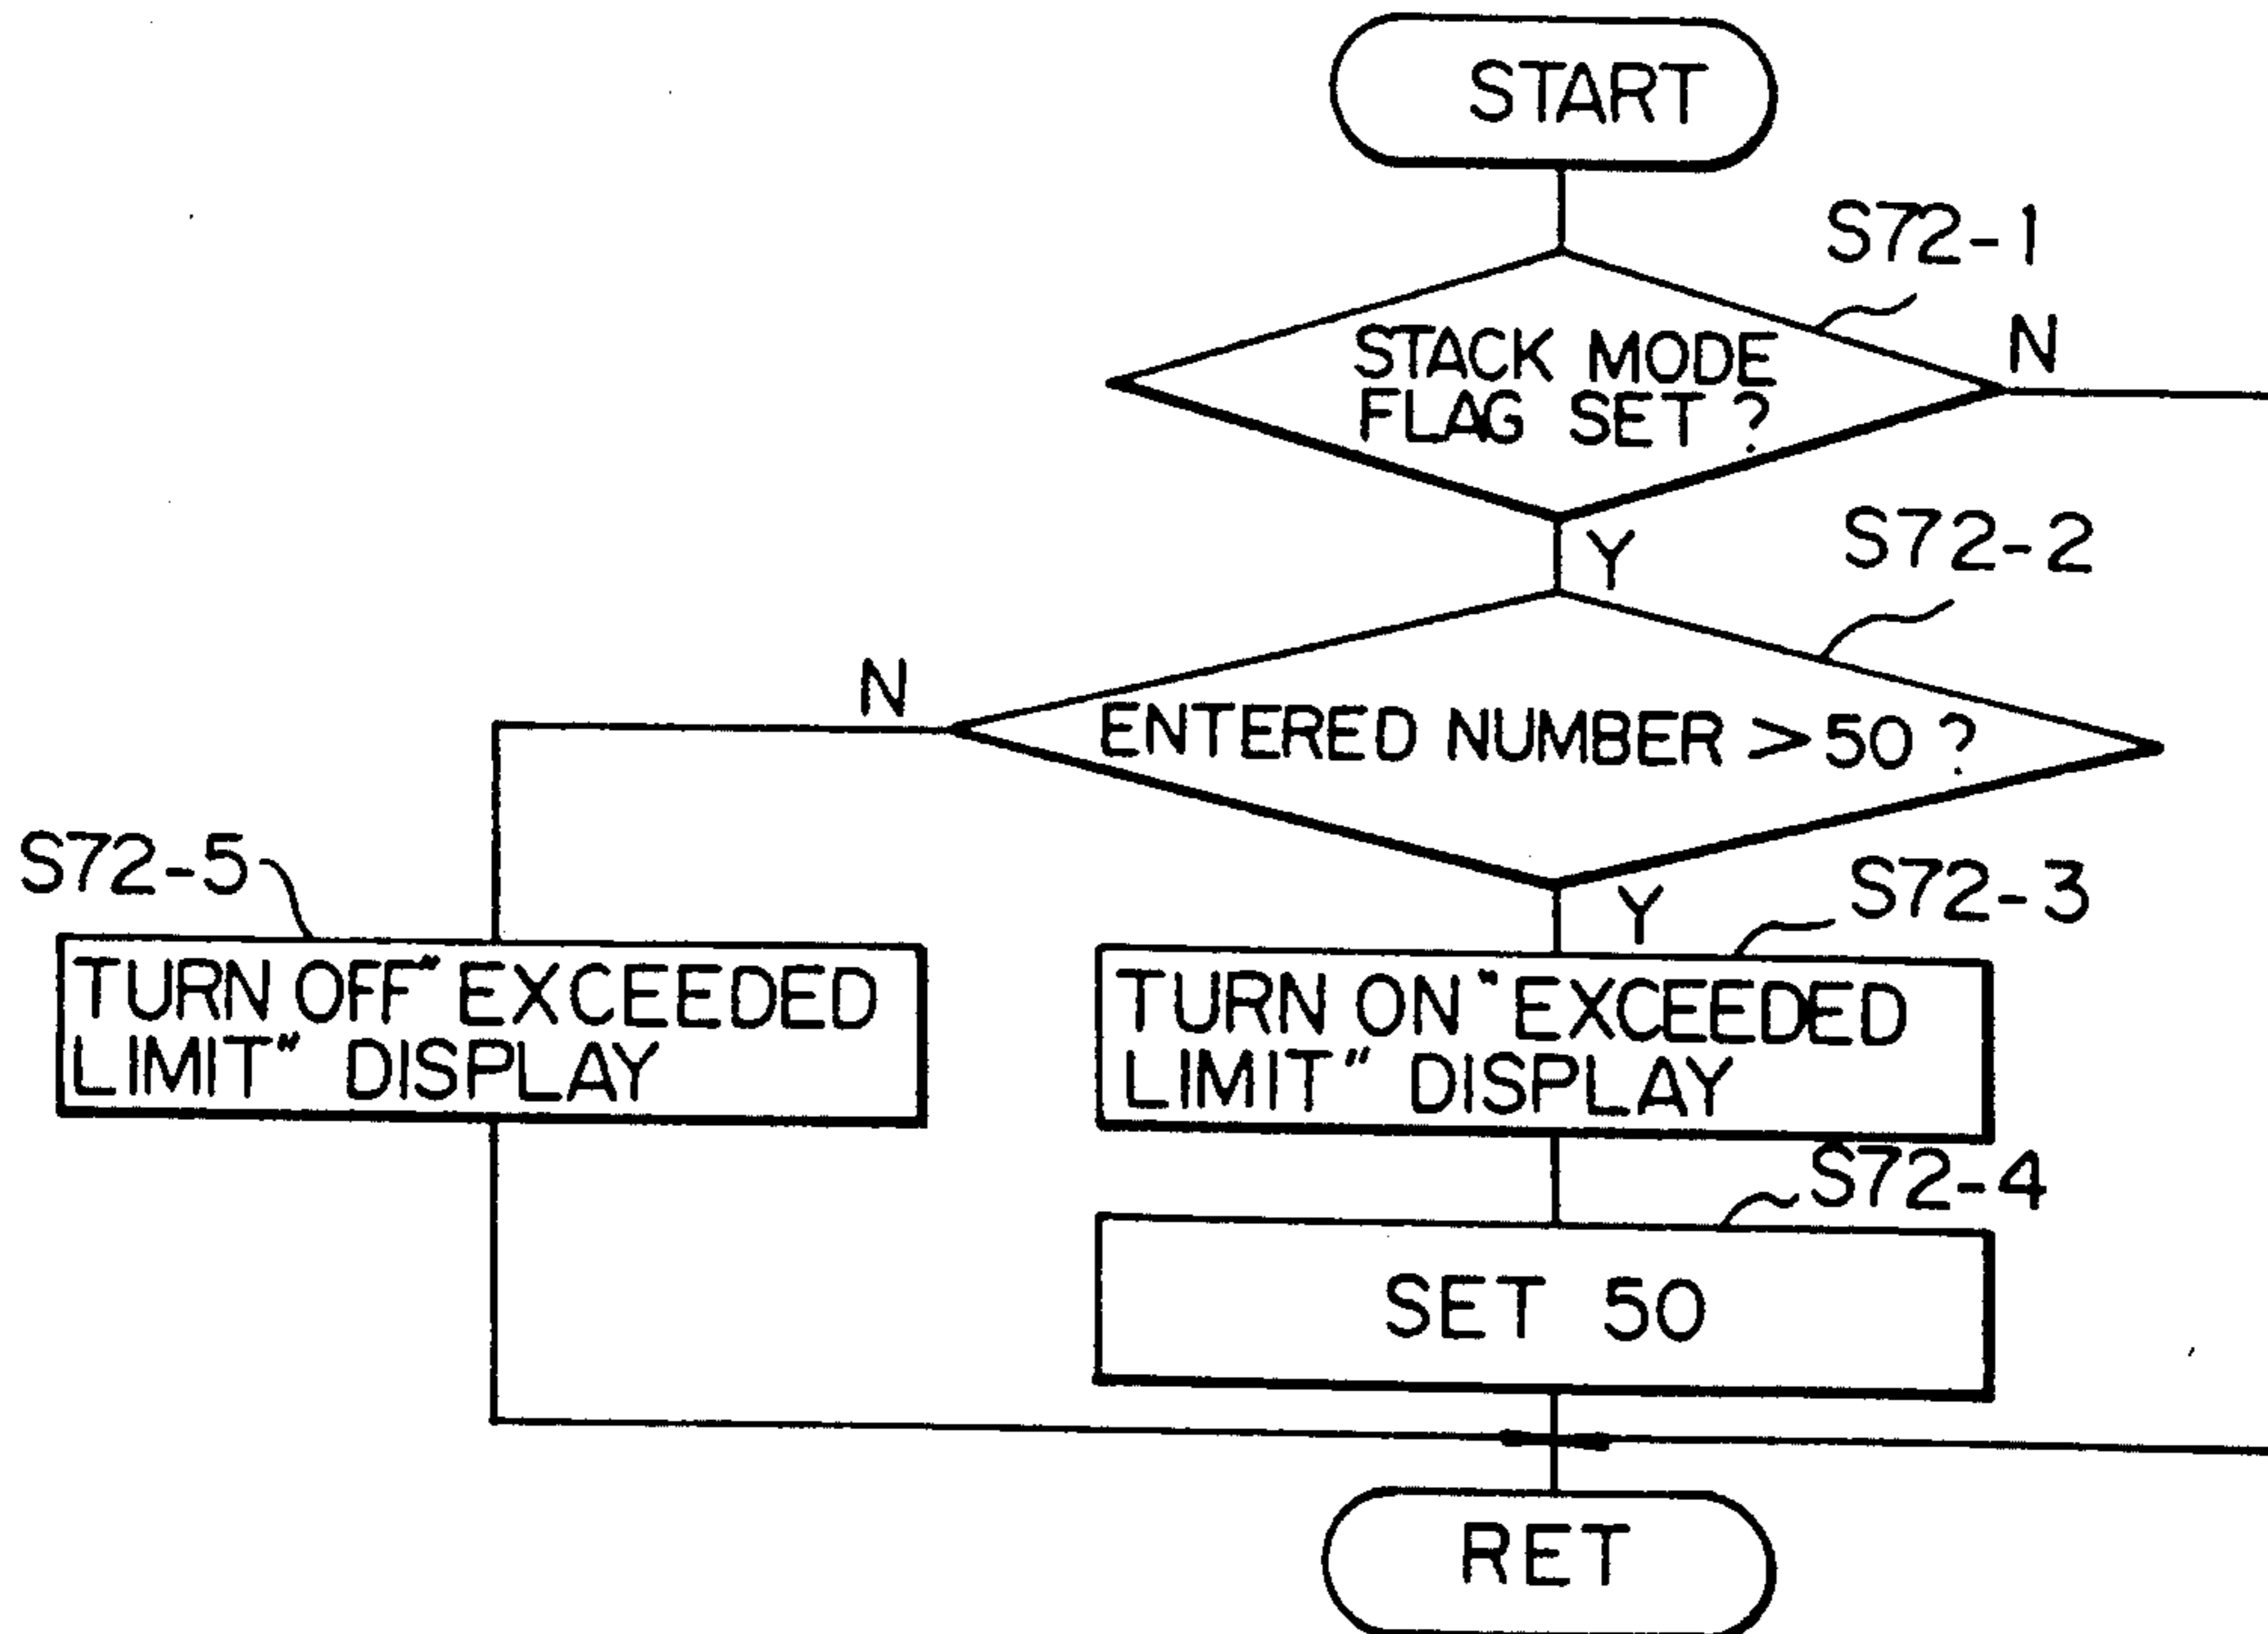 START
S72-1
STACK MODE
FLAG SET ?
N
Y
S72-2
N
ENTERED NUMBER > 50 ?
Y
S72-3
S72-5
TURN OFF " EXCEEDED
LIMIT" DISPLAY
TURN ON "EXCEEDED
LIMIT" DISPLAY
S72-4
SET 50
RET